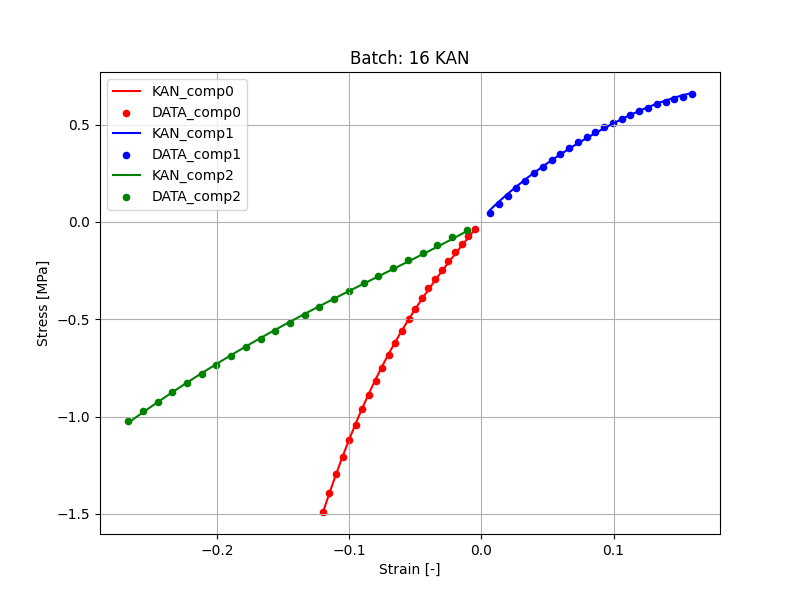 Batch: 16 KAN
KAN_comp0
DATA_comp0
KAN_comp1
DATA_comp1
KAN_comp2
DATA_comp2
0.5
0.0
−0.5
−1.0
−1.5
Stress [MPa]
−0.2
−0.1
0.0
0.1
Strain [-]